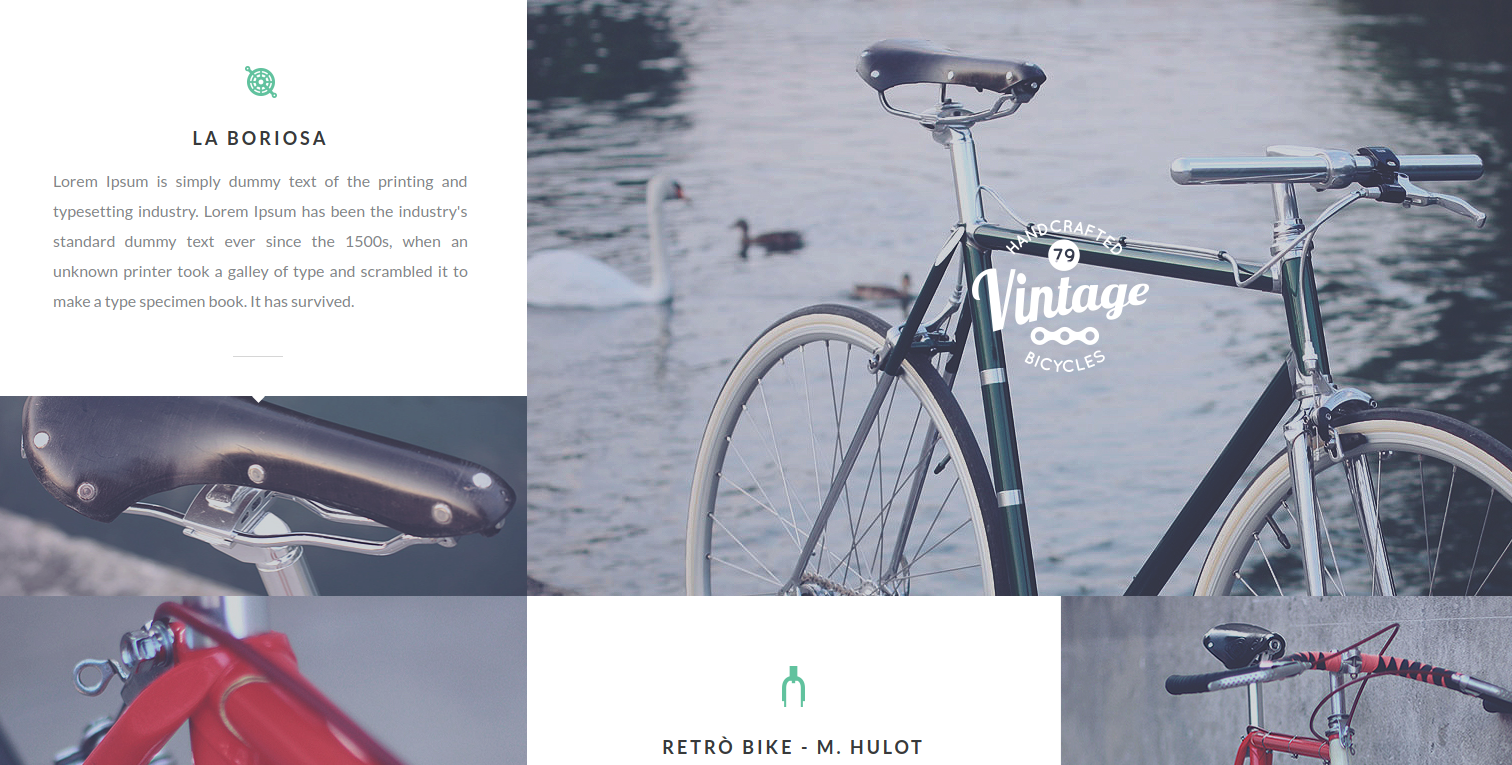 LA BORIOSA
Lorem Ipsum is simply dummy text of the printing and
typesetting industry. Lorem Ipsum has been the industry's
standard dummy text ever since the 1500s, when an
unknown printer took a galley of type and scrambled it to
make a type specimen book. It has survived.
HANDCRAFTED
79
Vintage
BICYCLES
RETRÒ BIKE - M. HULOT